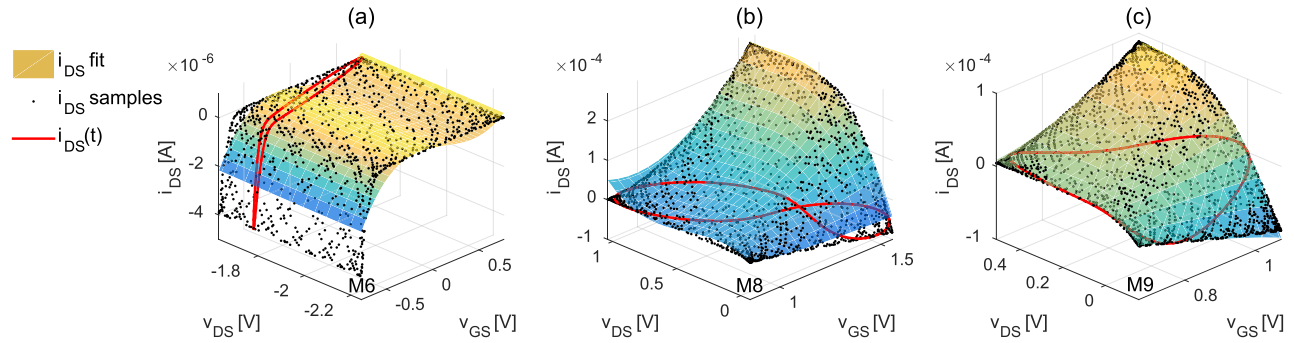 (a)
(b)
(c)
i_DS fit
i_DS samples
i_DS(t)
×10^-6
0
-2
-4
i_DS [A]
-1.8
-2
-2.2
v_DS [V]
M6
-0.5
0
0.5
v_GS [V]
×10^-4
2
1
0
-1
i_DS [A]
1
0.5
0
v_DS [V]
M8
1
1.5
v_GS [V]
×10^-4
1
0
-1
i_DS [A]
0.4
0.2
0
v_DS [V]
M9
0.8
1
v_GS [V]